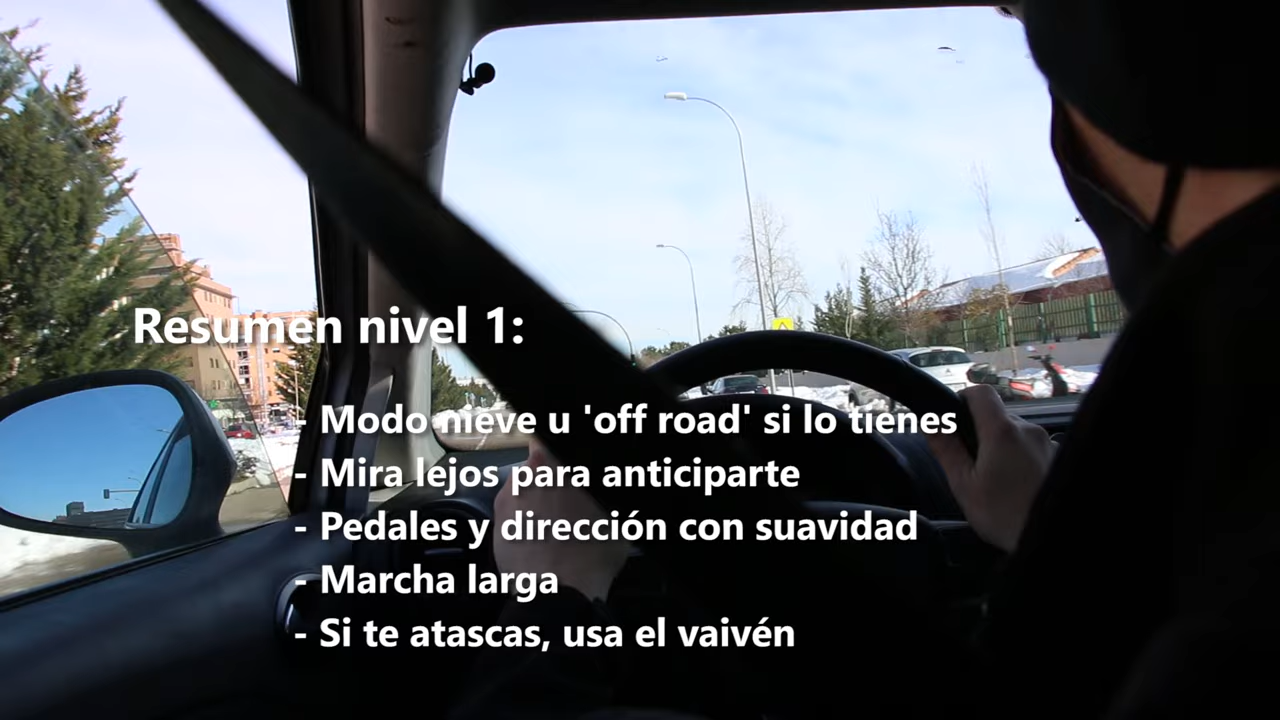 Resumen nivel 1:
- Modo nieve u 'off road' si lo tienes
- Mira lejos para anticiparte
- Pedales y dirección con suavidad
- Marcha larga
- Si te atascas, usa el vaivén